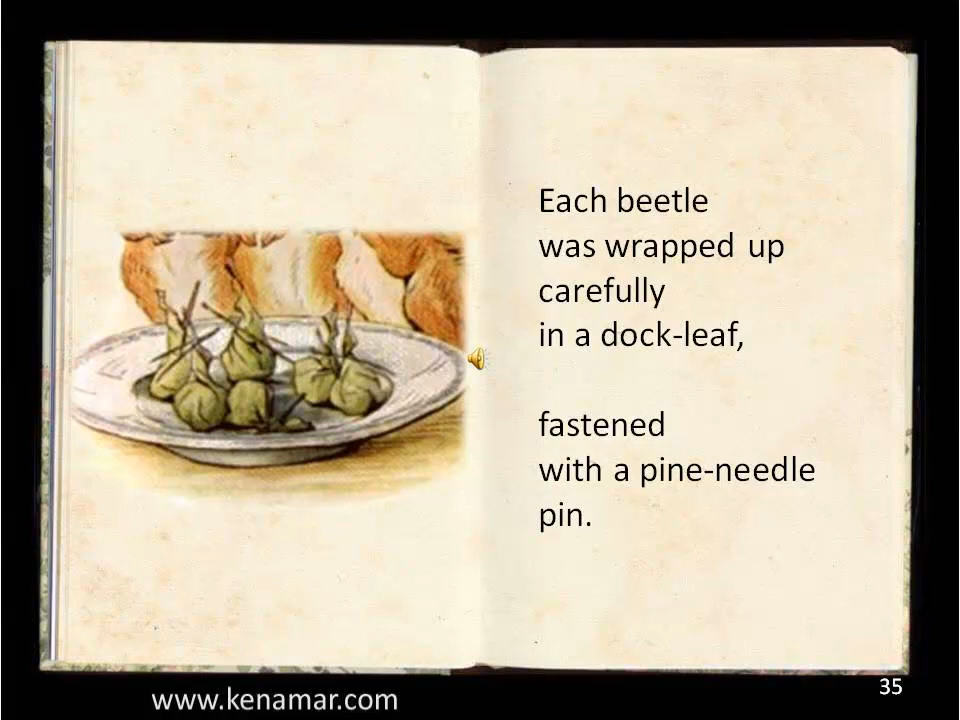 Each beetle
was wrapped up
carefully
in a dock-leaf,
fastened
with a pine-needle
pin.
35
www.kenamar.com